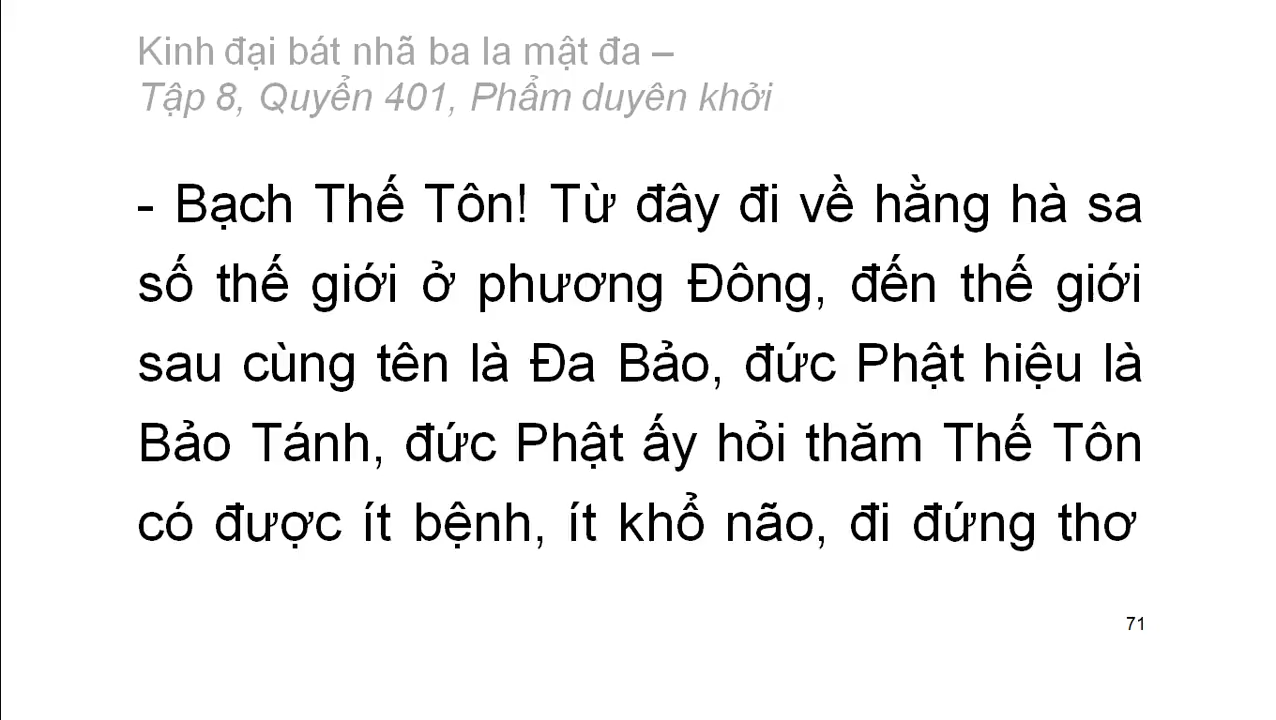 Kinh đại bát nhã ba la mật đa –
Tập 8, Quyển 401, Phẩm duyên khởi
- Bạch Thế Tôn! Từ đây đi về hằng hà sa
số thế giới ở phương Đông, đến thế giới
sau cùng tên là Đa Bảo, đức Phật hiệu là
Bảo Tánh, đức Phật ấy hỏi thăm Thế Tôn
có được ít bệnh, ít khổ não, đi đứng thơ
71